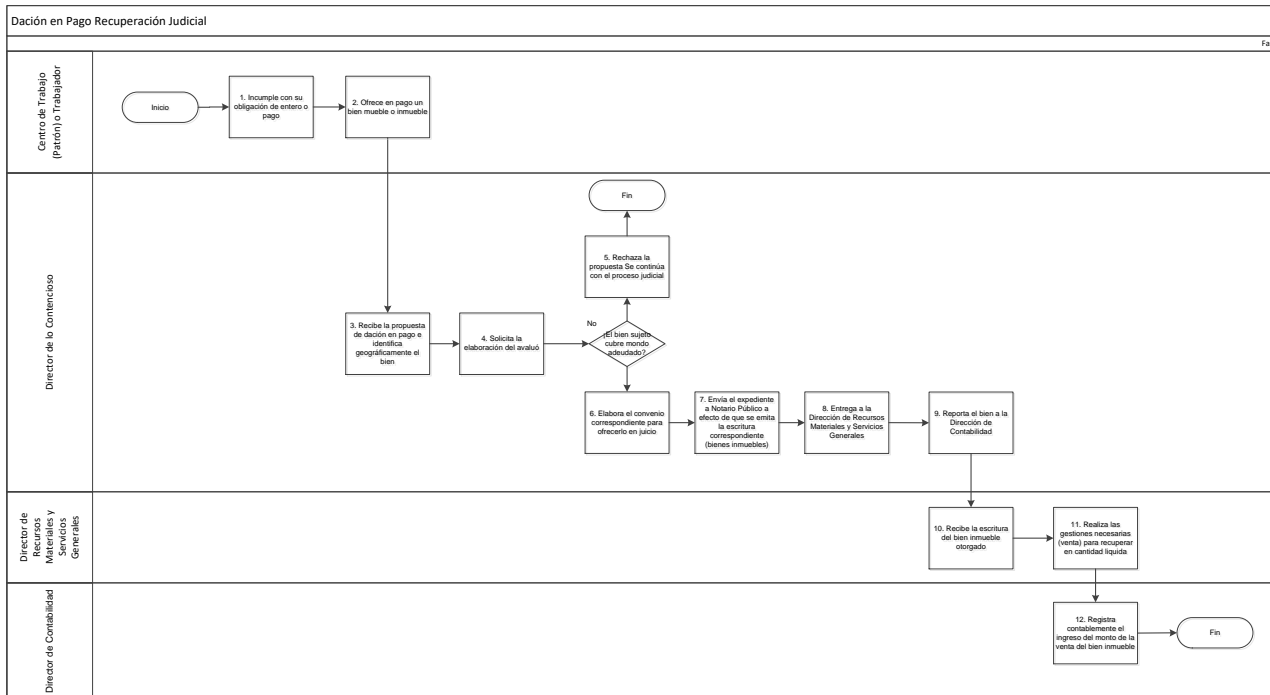 Dación en Pago Recuperación Judicial
Fa
Centro de Trabajo
(Patrón) o Trabajador
Inicio
1. Incumple con su
obligación de entero o
pago
2. Ofrece en pago un
bien mueble o inmueble
Director de lo Contencioso
Fin
5. Rechaza la
propuesta Se continúa
con el proceso judicial
3. Recibe la propuesta
de dación en pago e
identifica
geográficamente el
bien
4. Solicita la
elaboración del avaluó
No
¡El bien sujeto
cubre mondo
adeudado?
6. Elabora el convenio
correspondiente para
ofrecerlo en juicio
7. Envía el expediente
a Notario Público a
efecto de que se emita
la escritura
correspondiente
(bienes inmuebles)
8. Entrega a la
Dirección de Recursos
Materiales y Servicios
Generales
9. Reporta el bien a la
Dirección de
Contabilidad
Director de
Recursos
Materiales y
Servicios
Generales
10. Recibe la escritura
del bien inmueble
otorgado
11. Realiza las
gestiones necesarias
(venta) para recuperar
en cantidad liquida
Director de Contabilidad
12. Registra
contablemente el
ingreso del monto de la
venta del bien inmueble
Fin